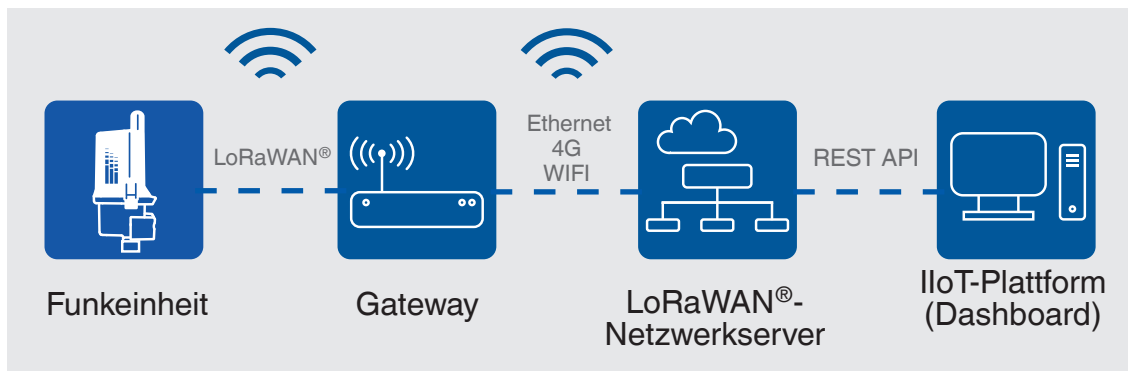 LoRaWAN®
Ethernet
4G
WIFI
REST API
Funkeinheit
Gateway
LoRaWAN®-
Netzwerkserver
IIoT-Plattform
(Dashboard)